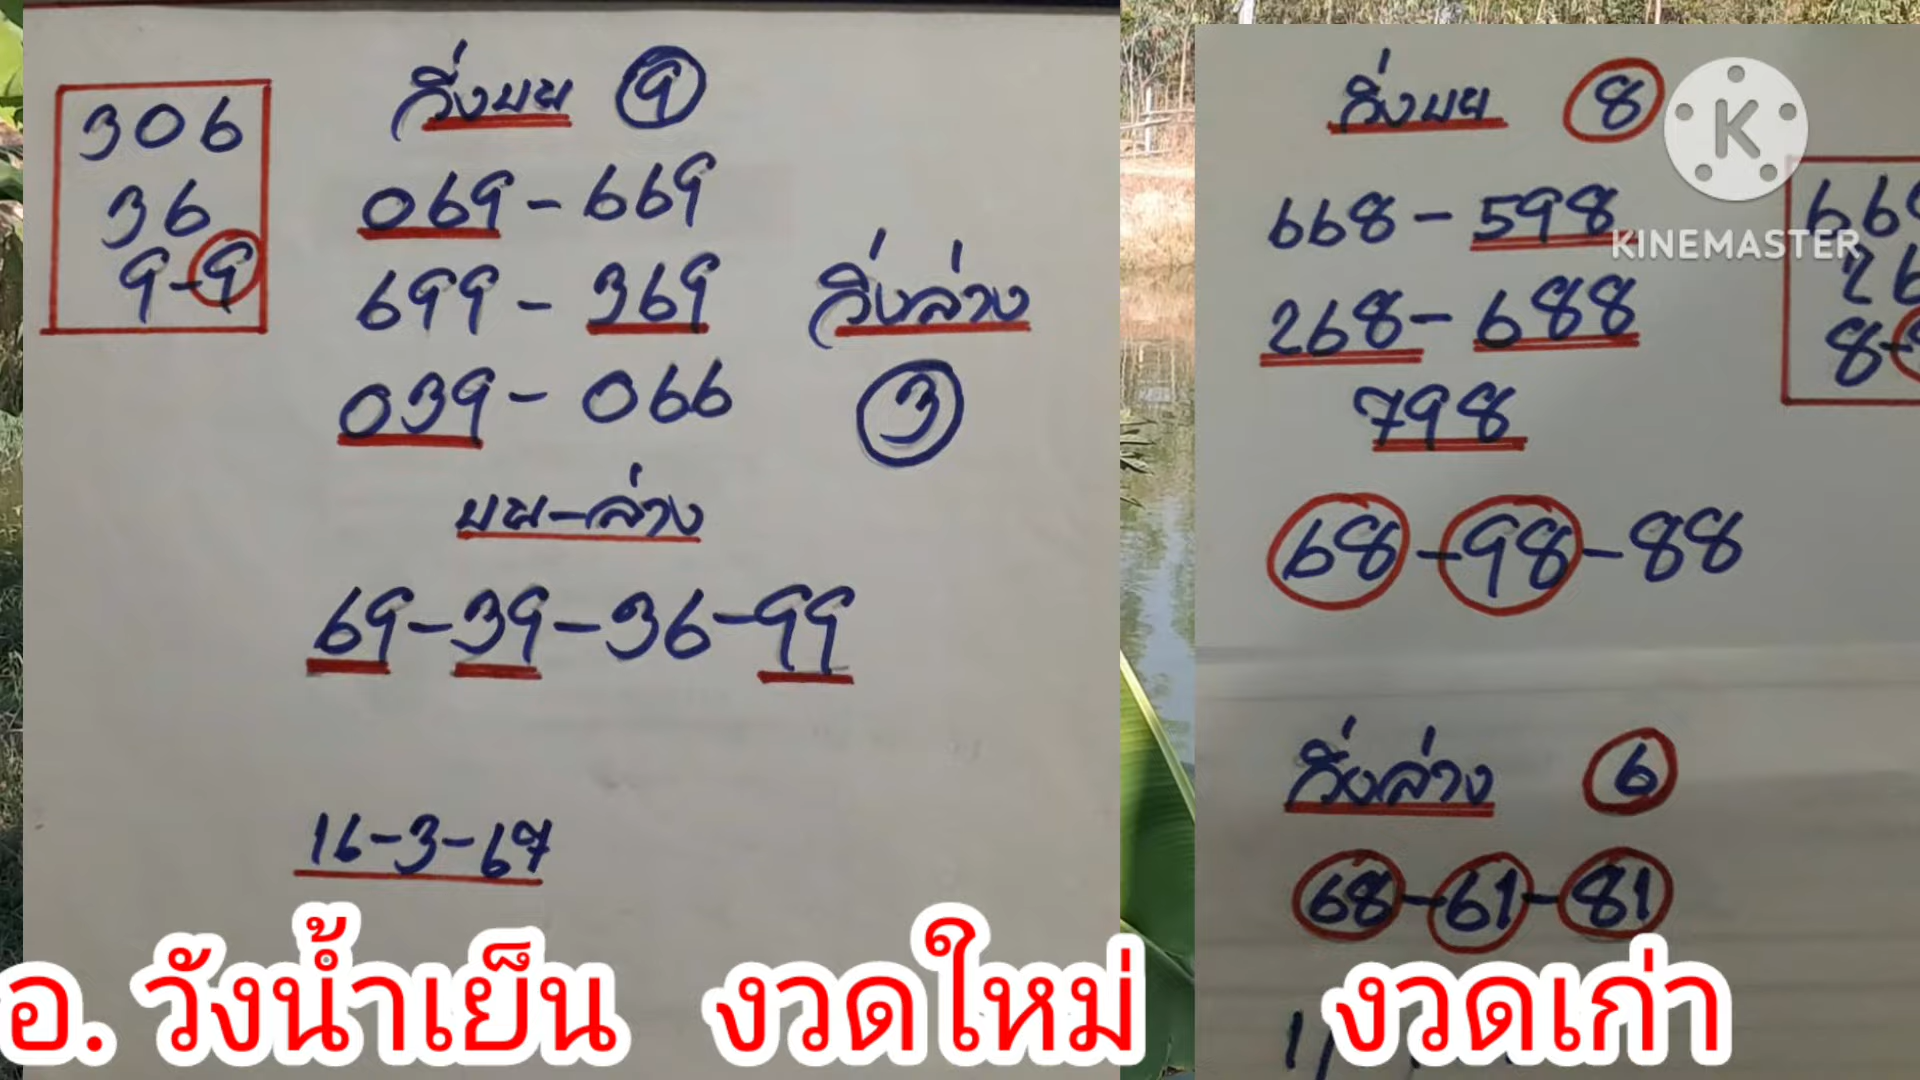 306
36
9-9
วิ่งบน 9
069-669
699-369
039-066
วิ่งล่าง
3
บน-ล่าง
69-39-36-99
16-3-67
อ. วังน้ำเย็น งวดใหม่
วิ่งบน 8
668-598
268-688
798
68-98-88
วิ่งล่าง 6
68-61-81
งวดเก่า
K
KINEMASTER